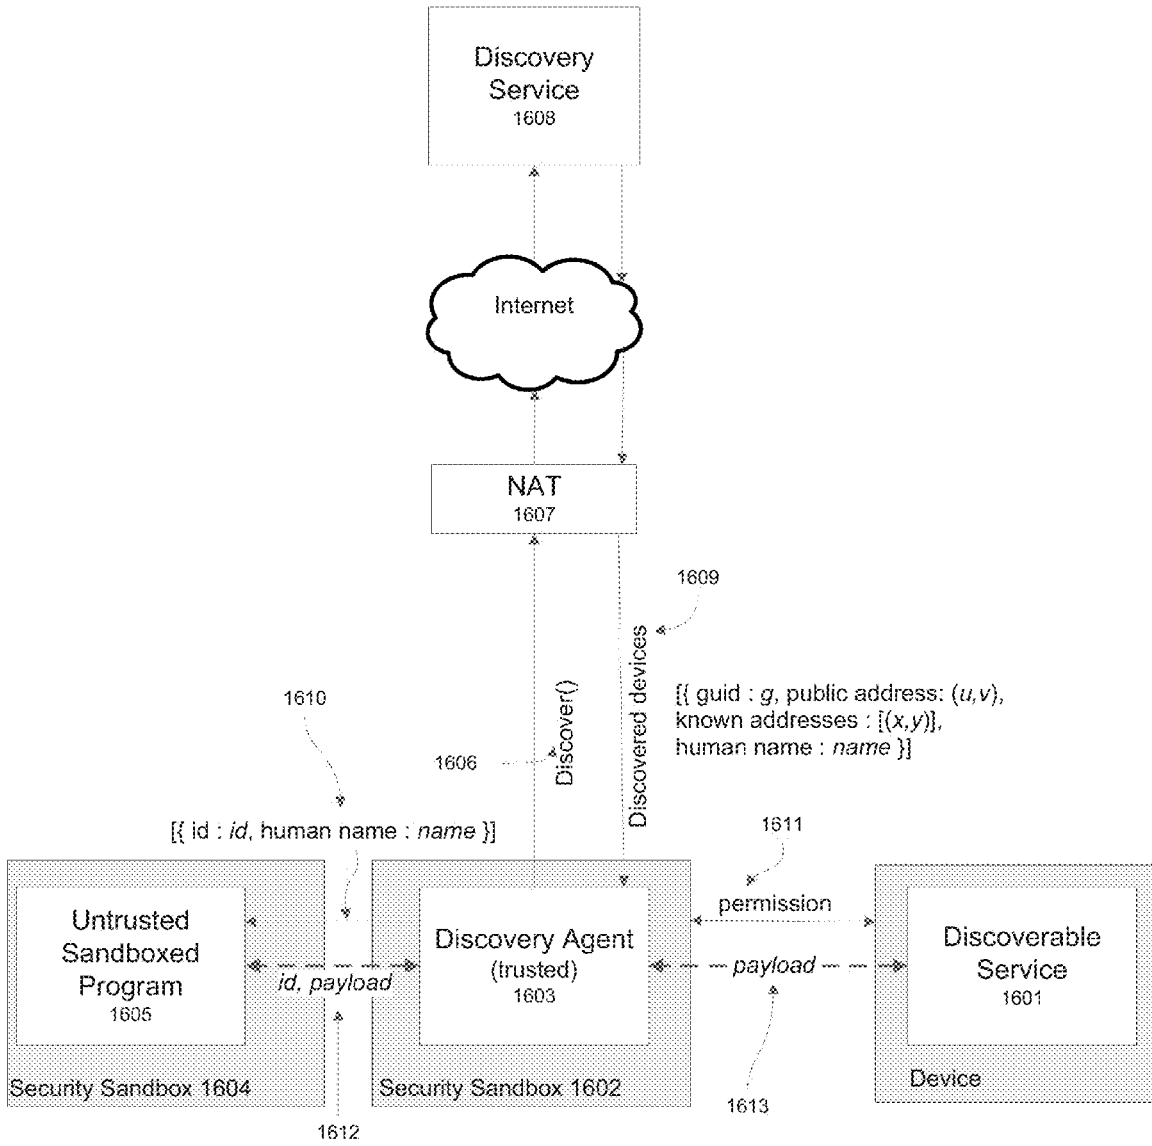 Discovery
Service
1608
Internet
NAT
1607
1609
Discovered devices
[{ guid : g, public address: (u,v),
known addresses : [(x,y)],
human name : name }]
Discover()
1606
1610
[{ id : id, human name : name }]
1611
permission
Untrusted
Sandboxed
Program
1605
id, payload
Discovery Agent
(trusted)
1603
payload
Discoverable
Service
1601
Security Sandbox 1604
Security Sandbox 1602
Device
1612
1613